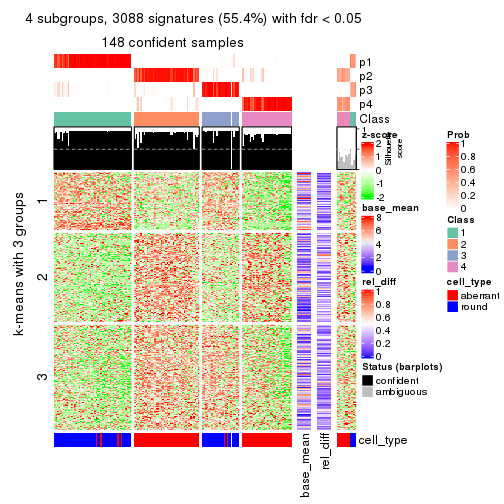 4 subgroups, 3088 signatures (55.4%) with fdr < 0.05
148 confident samples
p1
p2
p3
p4
Class
1
Silhouette
score
k-means with 3 groups
1
2
3
base_mean
rel_diff
cell_type
z-score
2
1
0
-1
-2
base_mean
8
6
4
2
0
rel_diff
1
0.8
0.6
0.4
0.2
0
Status (barplots)
confident
ambiguous
Prob
1
0.8
0.6
0.4
0.2
0
Class
1
2
3
4
cell_type
aberrant
round